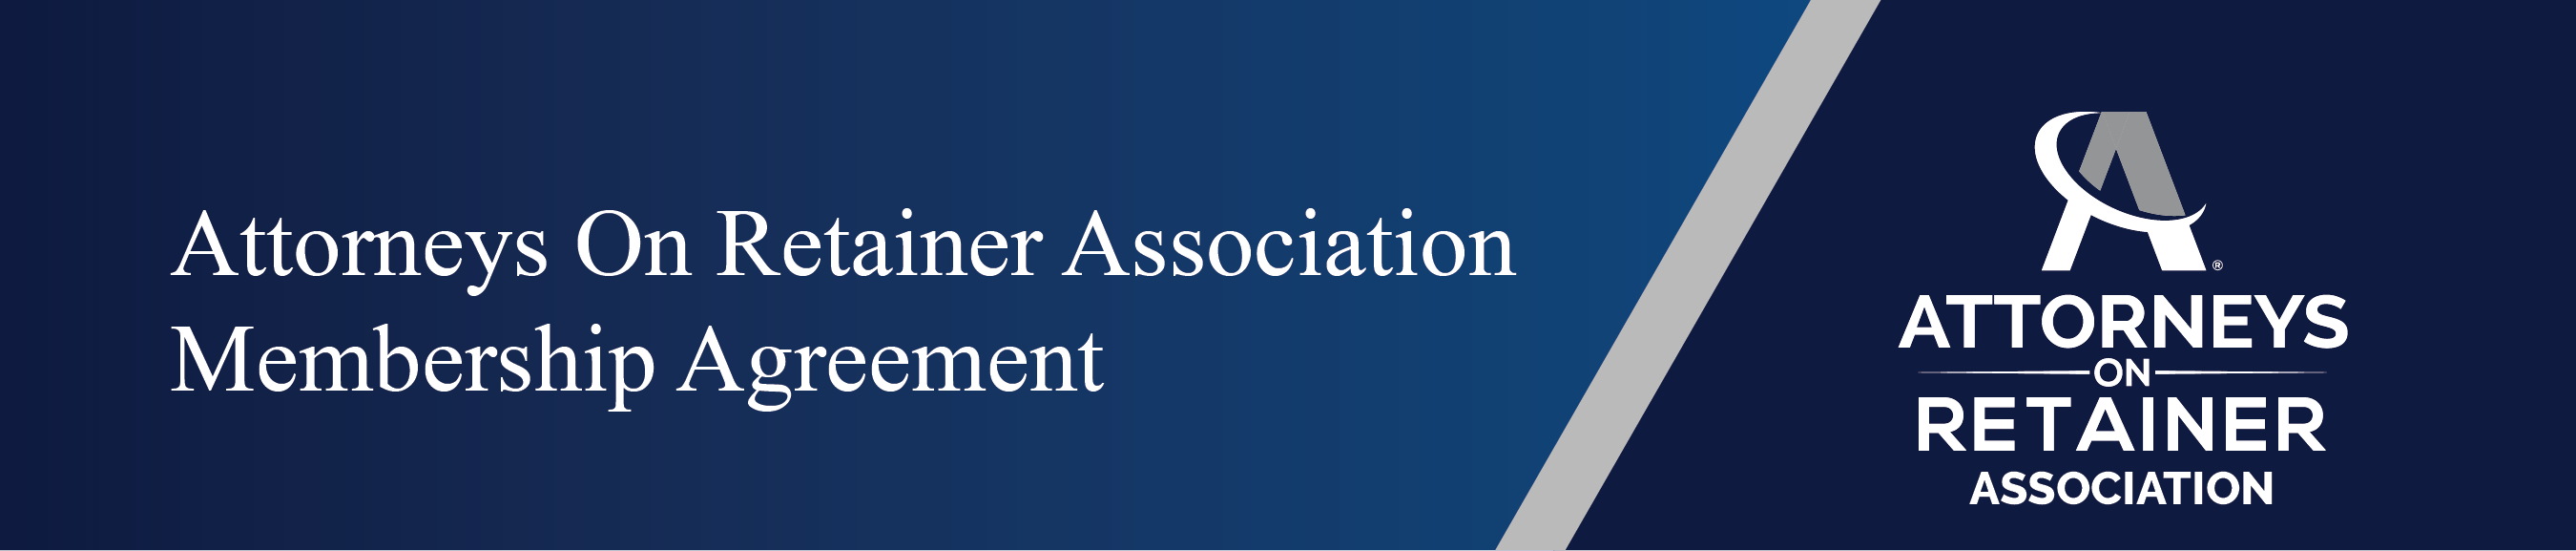 Attorneys On Retainer Association
Membership Agreement
®
ATTORNEYS
ON
RETAINER
ASSOCIATION